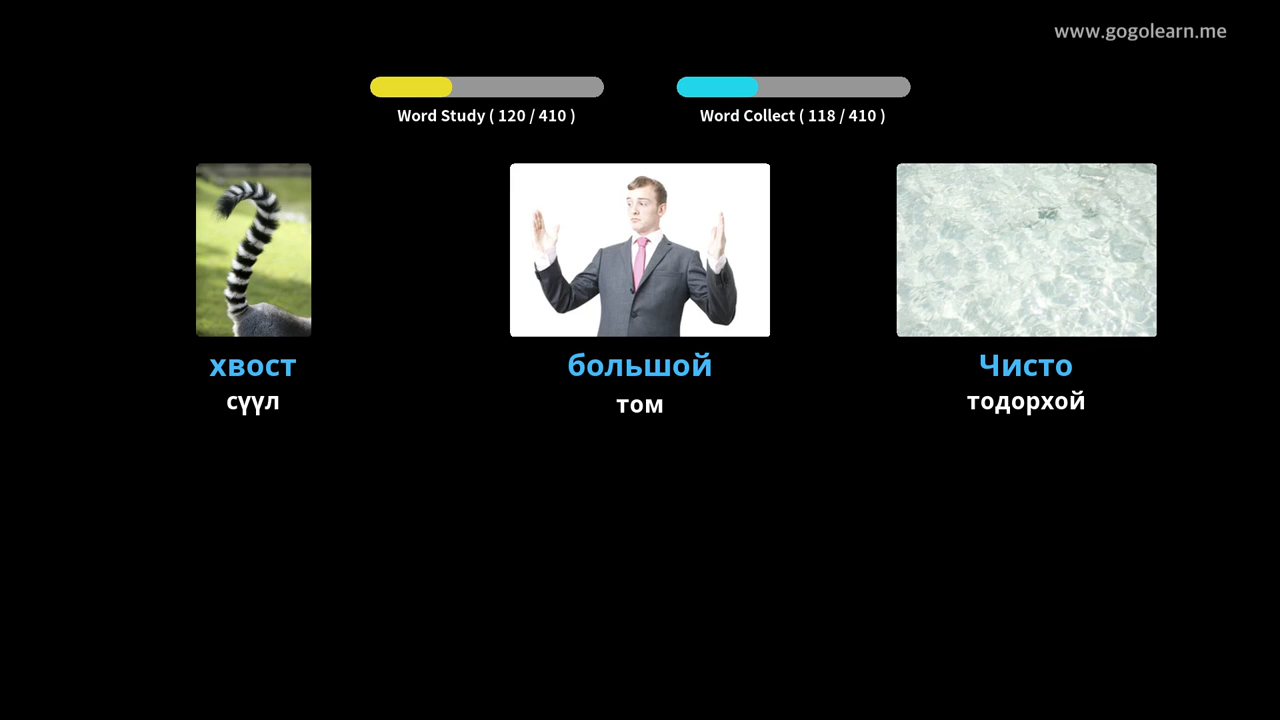 www.gogolearn.me
Word Study ( 120 / 410 )
Word Collect ( 118 / 410 )
хвост
сүүл
большой
том
Чисто
тодорхой